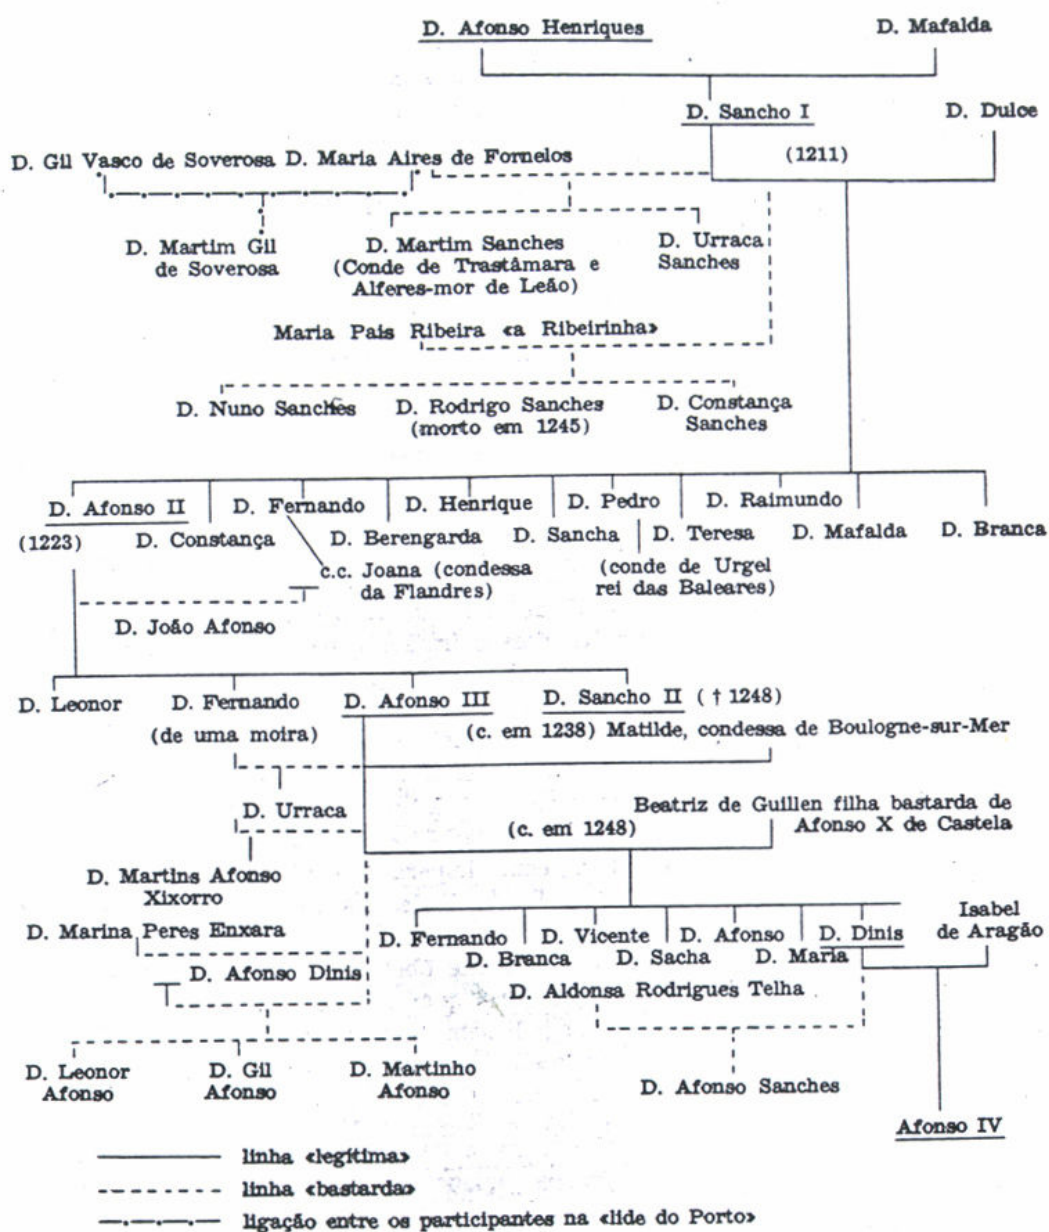 D. Afonso Henriques D. Mafalda
D. Sancho I D. Dulce
(1211)
D. Gil Vasco de Soverosa D. Maria Aires de Fornelos
D. Martim Gil
de Soverosa
D. Martim Sanches
(Conde de Trastâmara e
Alferes-mor de Leão)
D. Urraca
Sanches
Maria Pais Ribeira «a Ribeirinha»
D. Nuno Sanches
D. Rodrigo Sanches
(morto em 1245)
D. Constança
Sanches
D. Afonso II D. Fernando D. Henrique D. Pedro D. Raimundo
(1223) D. Constança D. Berengarda D. Sancha D. Teresa D. Mafalda D. Branca
c.c. Joana (condessa
da Flandres)
(conde de Urgel
rei das Baleares)
D. João Afonso
D. Leonor D. Fernando D. Afonso III D. Sancho II († 1248)
(de uma moira) (c. em 1238) Matilde, condessa de Boulogne-sur-Mer
D. Urraca
Beatriz de Guillen filha bastarda de
Afonso X de Castela
(c. em 1248)
D. Martins Afonso
Xixorro
D. Marina Peres Enxara
D. Fernando D. Vicente D. Afonso D. Dinis
Isabel
de Aragão
D. Branca D. Sacha D. Maria
D. Afonso Dinis
D. Aldonsa Rodrigues Telha
D. Leonor
Afonso
D. Gil
Afonso
D. Martinho
Afonso
D. Afonso Sanches
Afonso IV
linha «legítima»
linha «bastarda»
ligação entre os participantes na «lide do Porto»